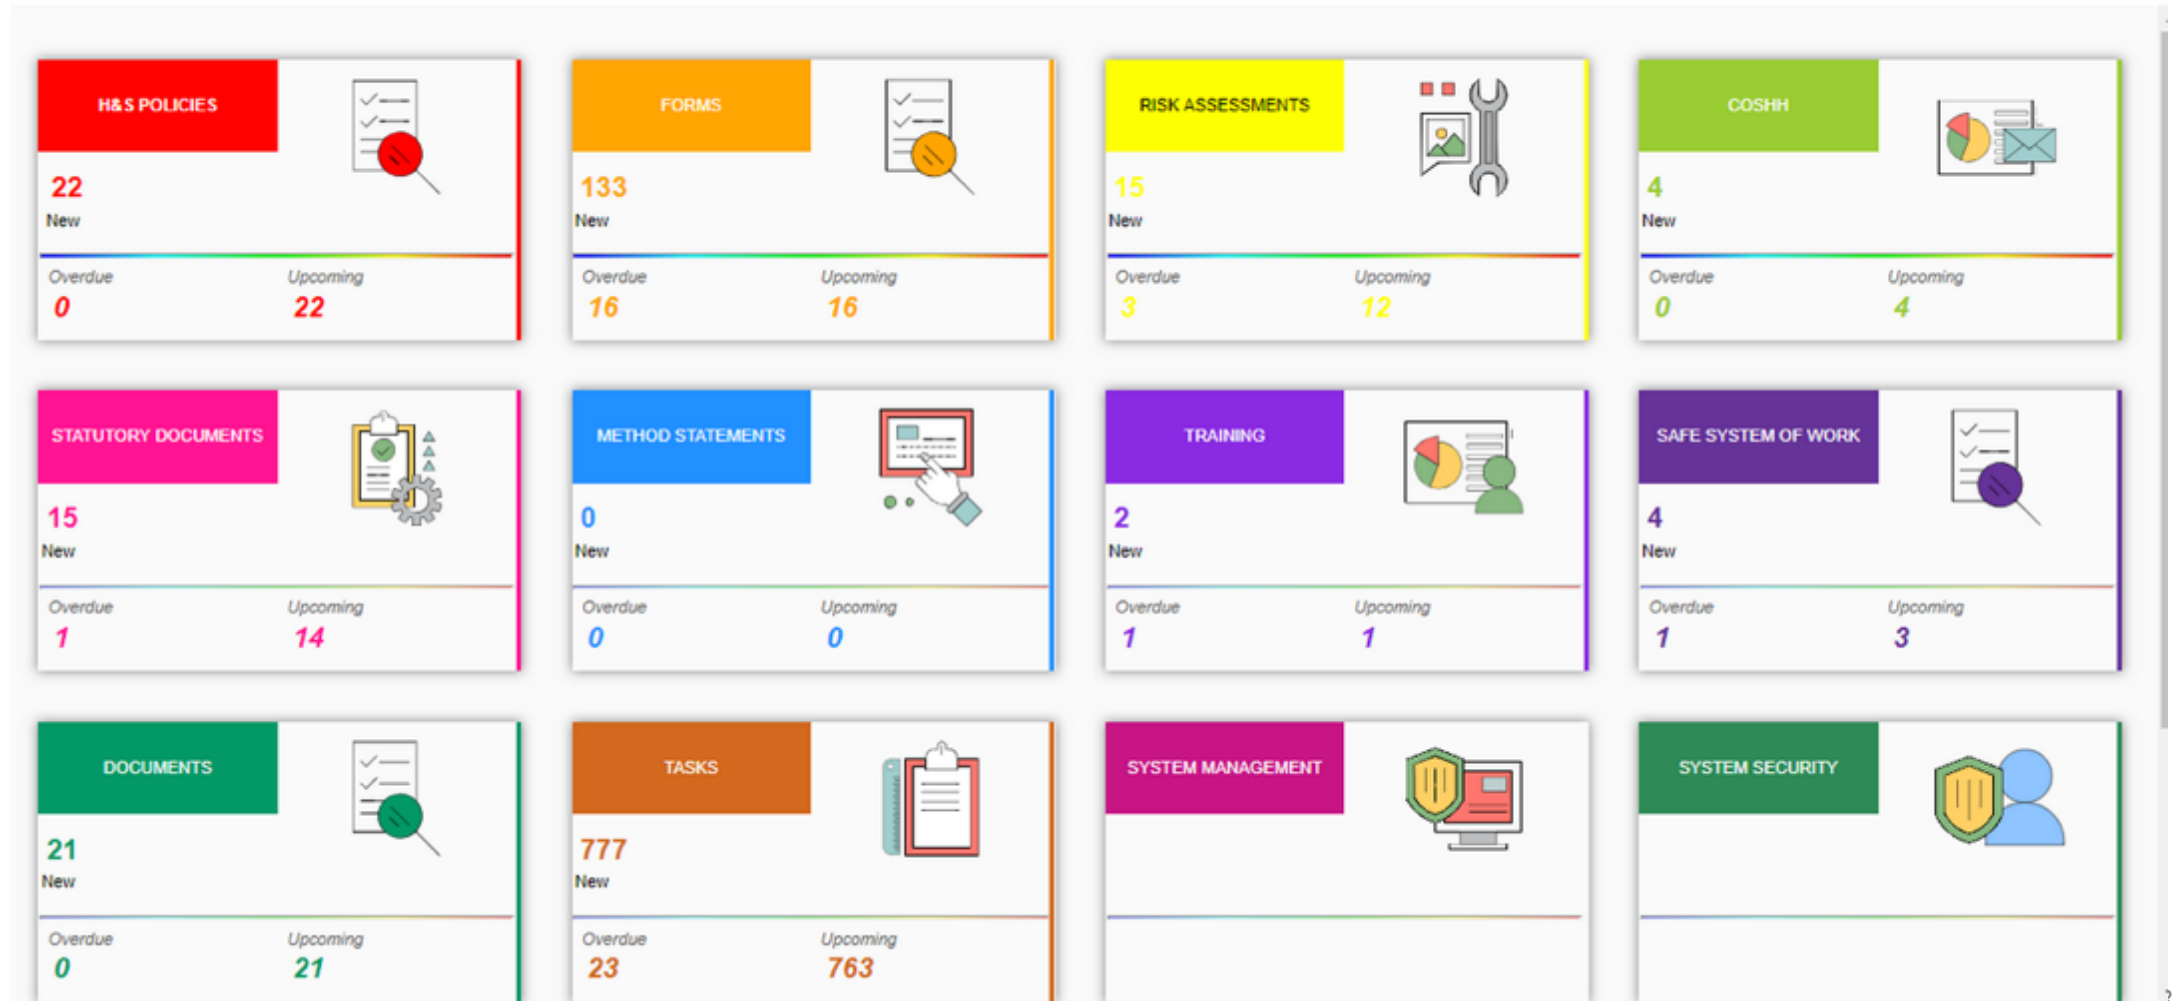 H&S POLICIES
22
New
Overdue Upcoming
0 22
FORMS
133
New
Overdue Upcoming
16 16
RISK ASSESSMENTS
15
New
Overdue Upcoming
3 12
COSHH
4
New
Overdue Upcoming
0 4
STATUTORY DOCUMENTS
15
New
Overdue Upcoming
1 14
METHOD STATEMENTS
0
New
Overdue Upcoming
0 0
TRAINING
2
New
Overdue Upcoming
1 1
SAFE SYSTEM OF WORK
4
New
Overdue Upcoming
1 3
DOCUMENTS
21
New
Overdue Upcoming
0 21
TASKS
777
New
Overdue Upcoming
23 763
SYSTEM MANAGEMENT
SYSTEM SECURITY